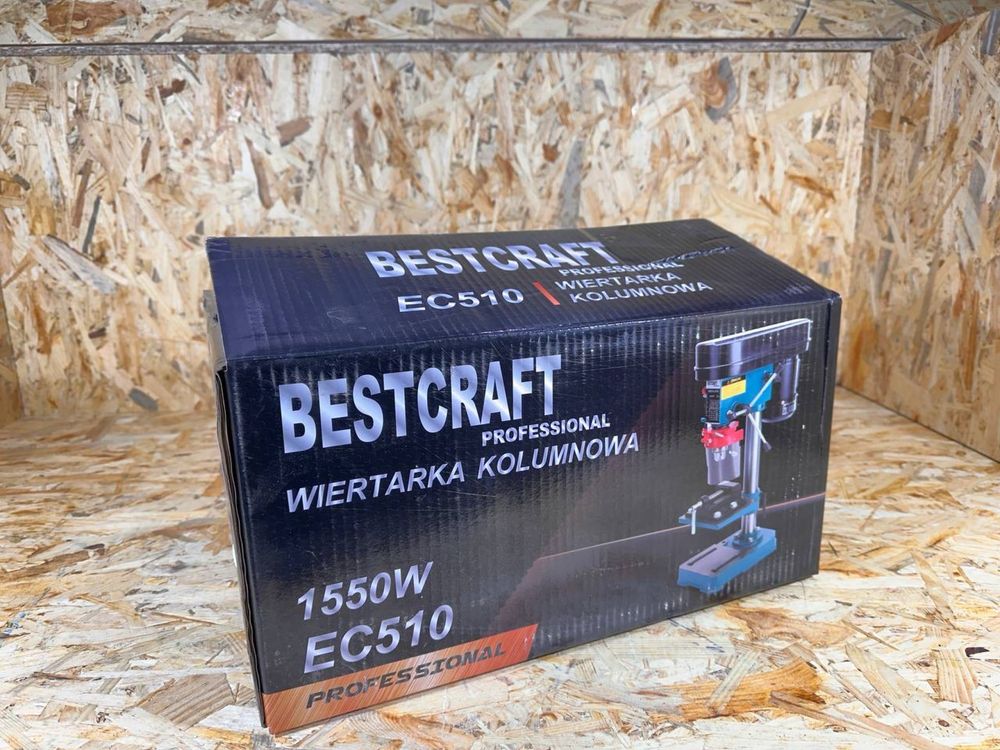 BESTCRAFT
PROFESSIONAL
EC510
WIERTARKA
KOLUMNOWA
BESTCRAFT
PROFESSIONAL
WIERTARKA KOLUMNOWA
1550W
EC510
PROFESSIONAL